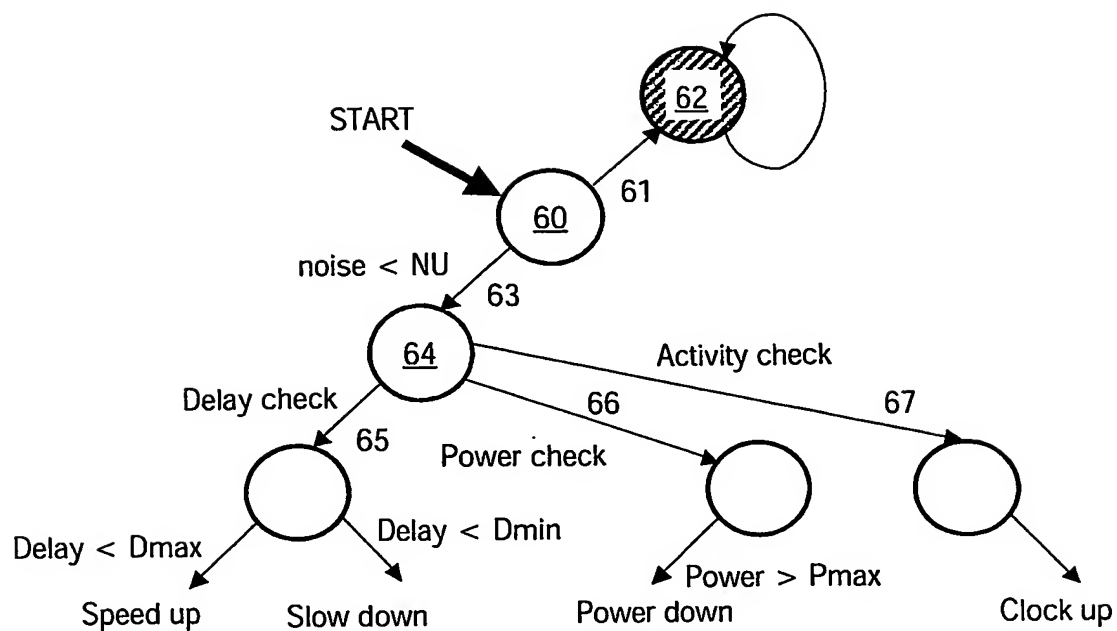 62
START
61
60
noise < NU
63
64
Activity check
Delay check
66
67
65
Power check
Delay < Dmax
Delay < Dmin
Power > Pmax
Speed up
Slow down
Power down
Clock up